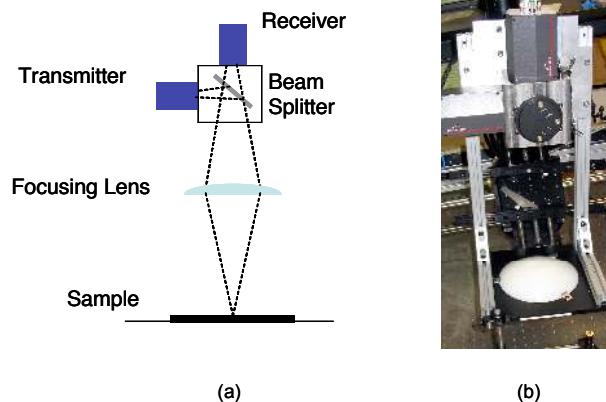 Receiver
Transmitter
Beam
Splitter
Focusing Lens
Sample
(a)
(b)